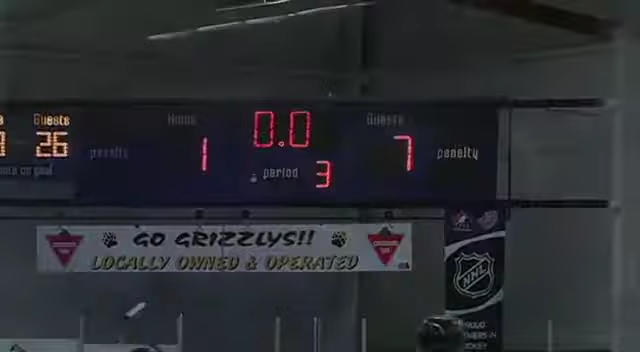 Guests
26
Home
Guests
0.0
1
7
penalty
period
3
penalty
GO GRIZZLYS!!
LOCALLY OWNED & OPERATED
NHL